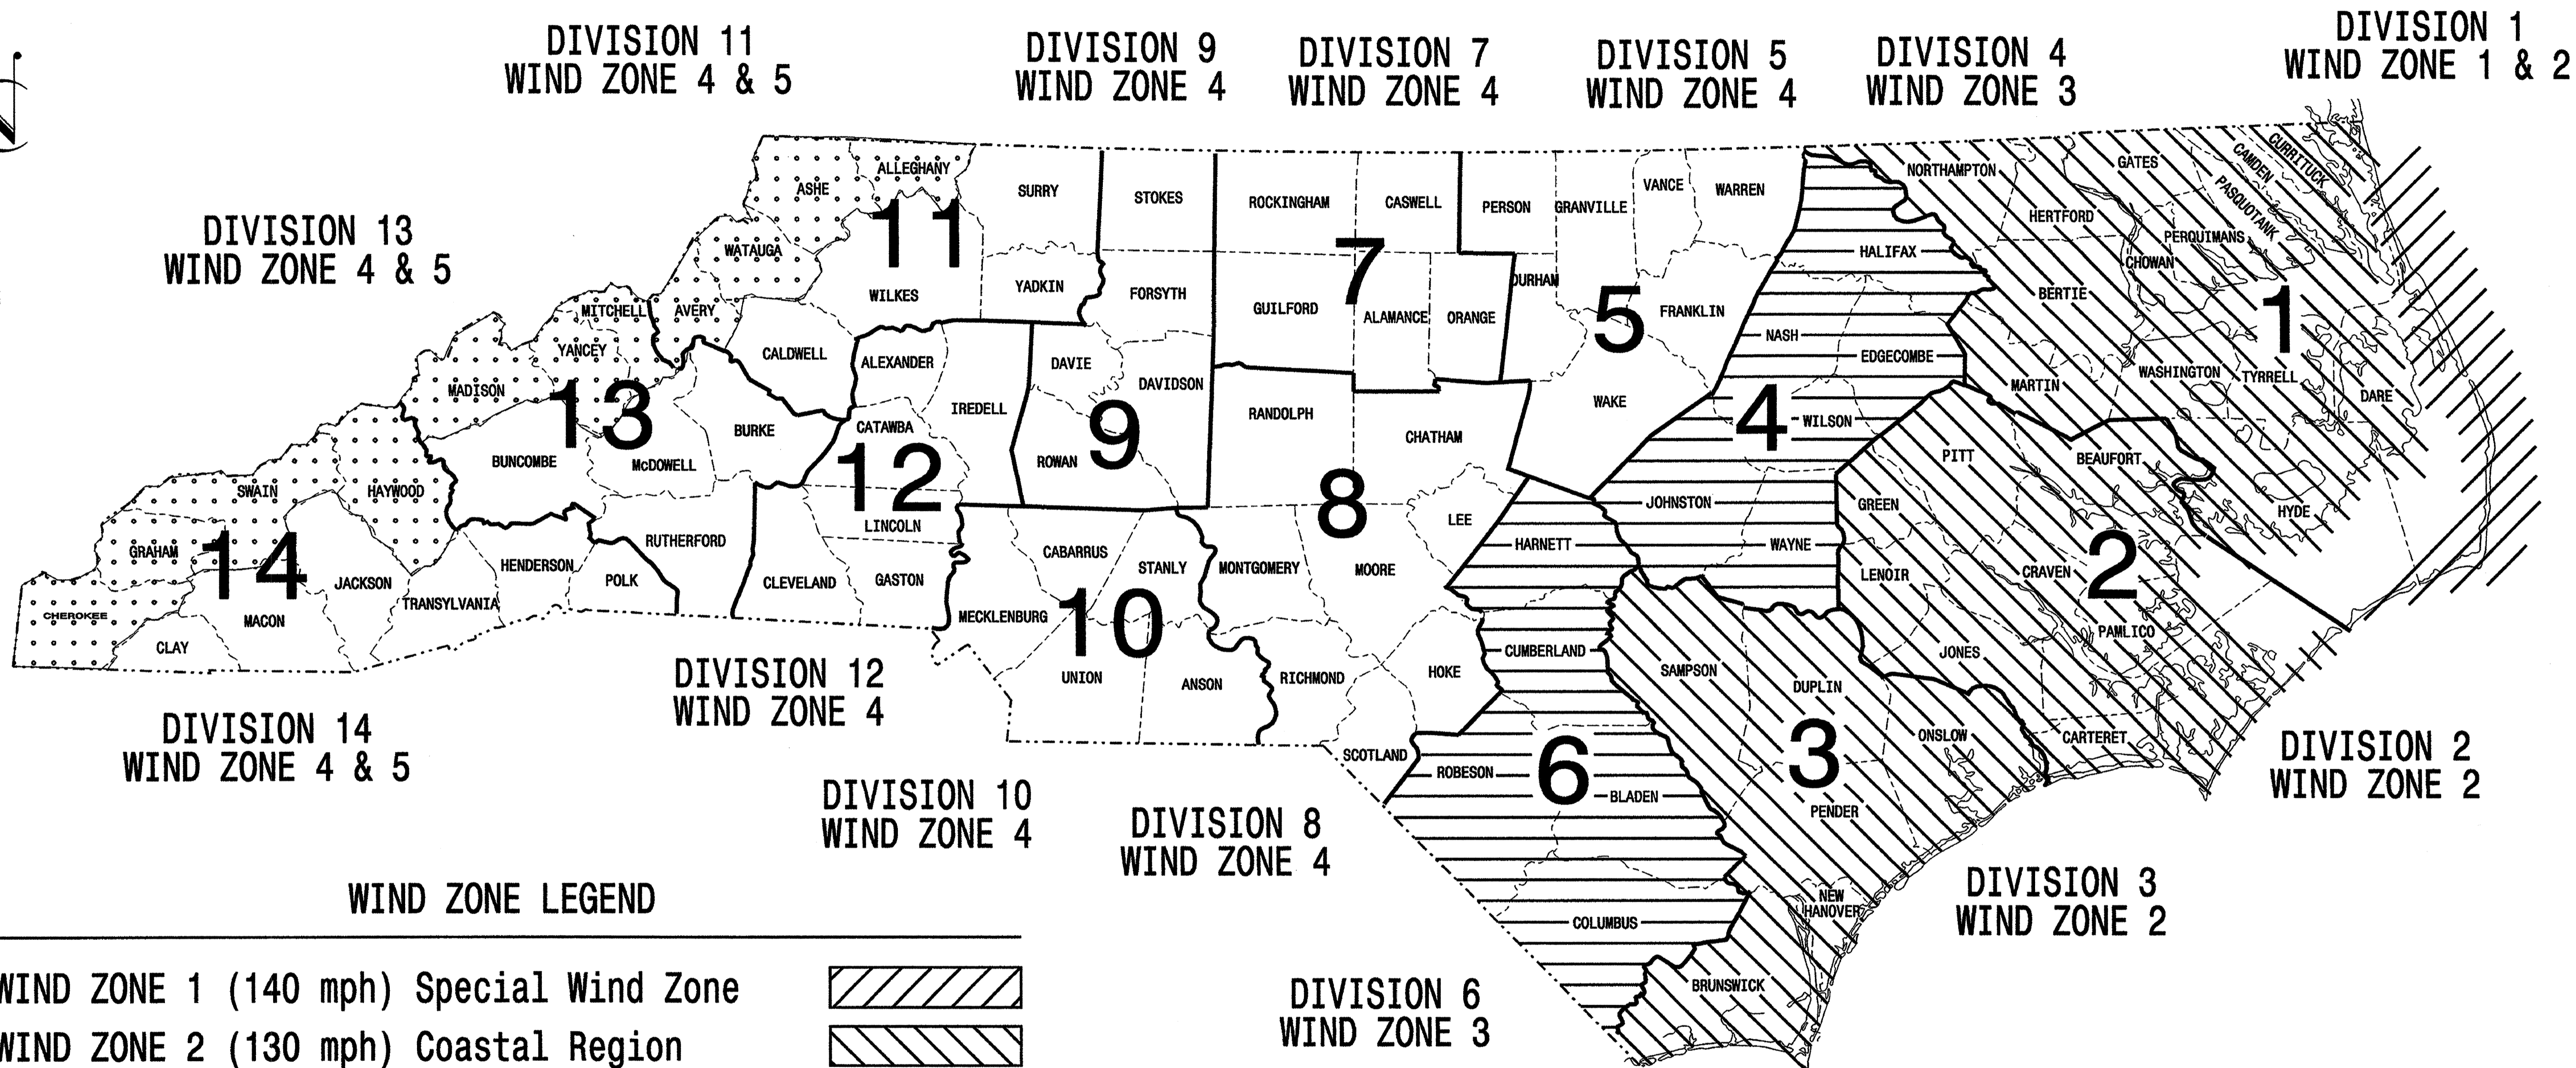 DIVISION 11
WIND ZONE 4 & 5
DIVISION 9
WIND ZONE 4
DIVISION 7
WIND ZONE 4
DIVISION 5
WIND ZONE 4
DIVISION 4
WIND ZONE 3
DIVISION 1
WIND ZONE 1 & 2
DIVISION 13
WIND ZONE 4 & 5
ASHE
ALLEGHANY
SURRY
STOKES
ROCKINGHAM
CASWELL
PERSON
GRANVILLE
VANCE
WARREN
NORTHAMPTON
GATES
CAMDEN
CURRITUCK
PASQUOTANK
HERTFORD
PERQUIMANS
CHOWAN
HALIFAX
BERTIE
WATAUGA
11
WILKES
YADKIN
FORSYTH
7
GUILFORD
ALAMANCE
ORANGE
DURHAM
5
FRANKLIN
NASH
EDGECOMBE
MARTIN
WASHINGTON
TYRRELL
1
DARE
MITCHELL
AVERY
YANCEY
MADISON
13
CALDWELL
ALEXANDER
IREDELL
DAVIE
DAVIDSON
9
ROWAN
RANDOLPH
CHATHAM
WAKE
4
WILSON
PITT
BEAUFORT
HYDE
BUNCOMBE
McDOWELL
BURKE
CATAWBA
12
LINCOLN
8
LEE
JOHNSTON
GREEN
SWAIN
HAYWOOD
GRAHAM
14
JACKSON
CHEROKEE
CLAY
MACON
TRANSYLVANIA
HENDERSON
POLK
RUTHERFORD
CLEVELAND
GASTON
MECKLENBURG
CABARRUS
STANLY
10
UNION
ANSON
MONTGOMERY
MOORE
RICHMOND
HOKE
SCOTLAND
HARNETT
WAYNE
LENOIR
CRAVEN
2
PAMLICO
JONES
CUMBERLAND
SAMPSON
DUPLIN
ONSLOW
CARTERET
ROBESON
6
BLADEN
3
PENDER
NEW
HANOVER
COLUMBUS
BRUNSWICK
DIVISION 14
WIND ZONE 4 & 5
DIVISION 12
WIND ZONE 4
DIVISION 10
WIND ZONE 4
DIVISION 8
WIND ZONE 4
DIVISION 6
WIND ZONE 3
DIVISION 3
WIND ZONE 2
DIVISION 2
WIND ZONE 2
WIND ZONE LEGEND
WIND ZONE 1 (140 mph) Special Wind Zone
WIND ZONE 2 (130 mph) Coastal Region